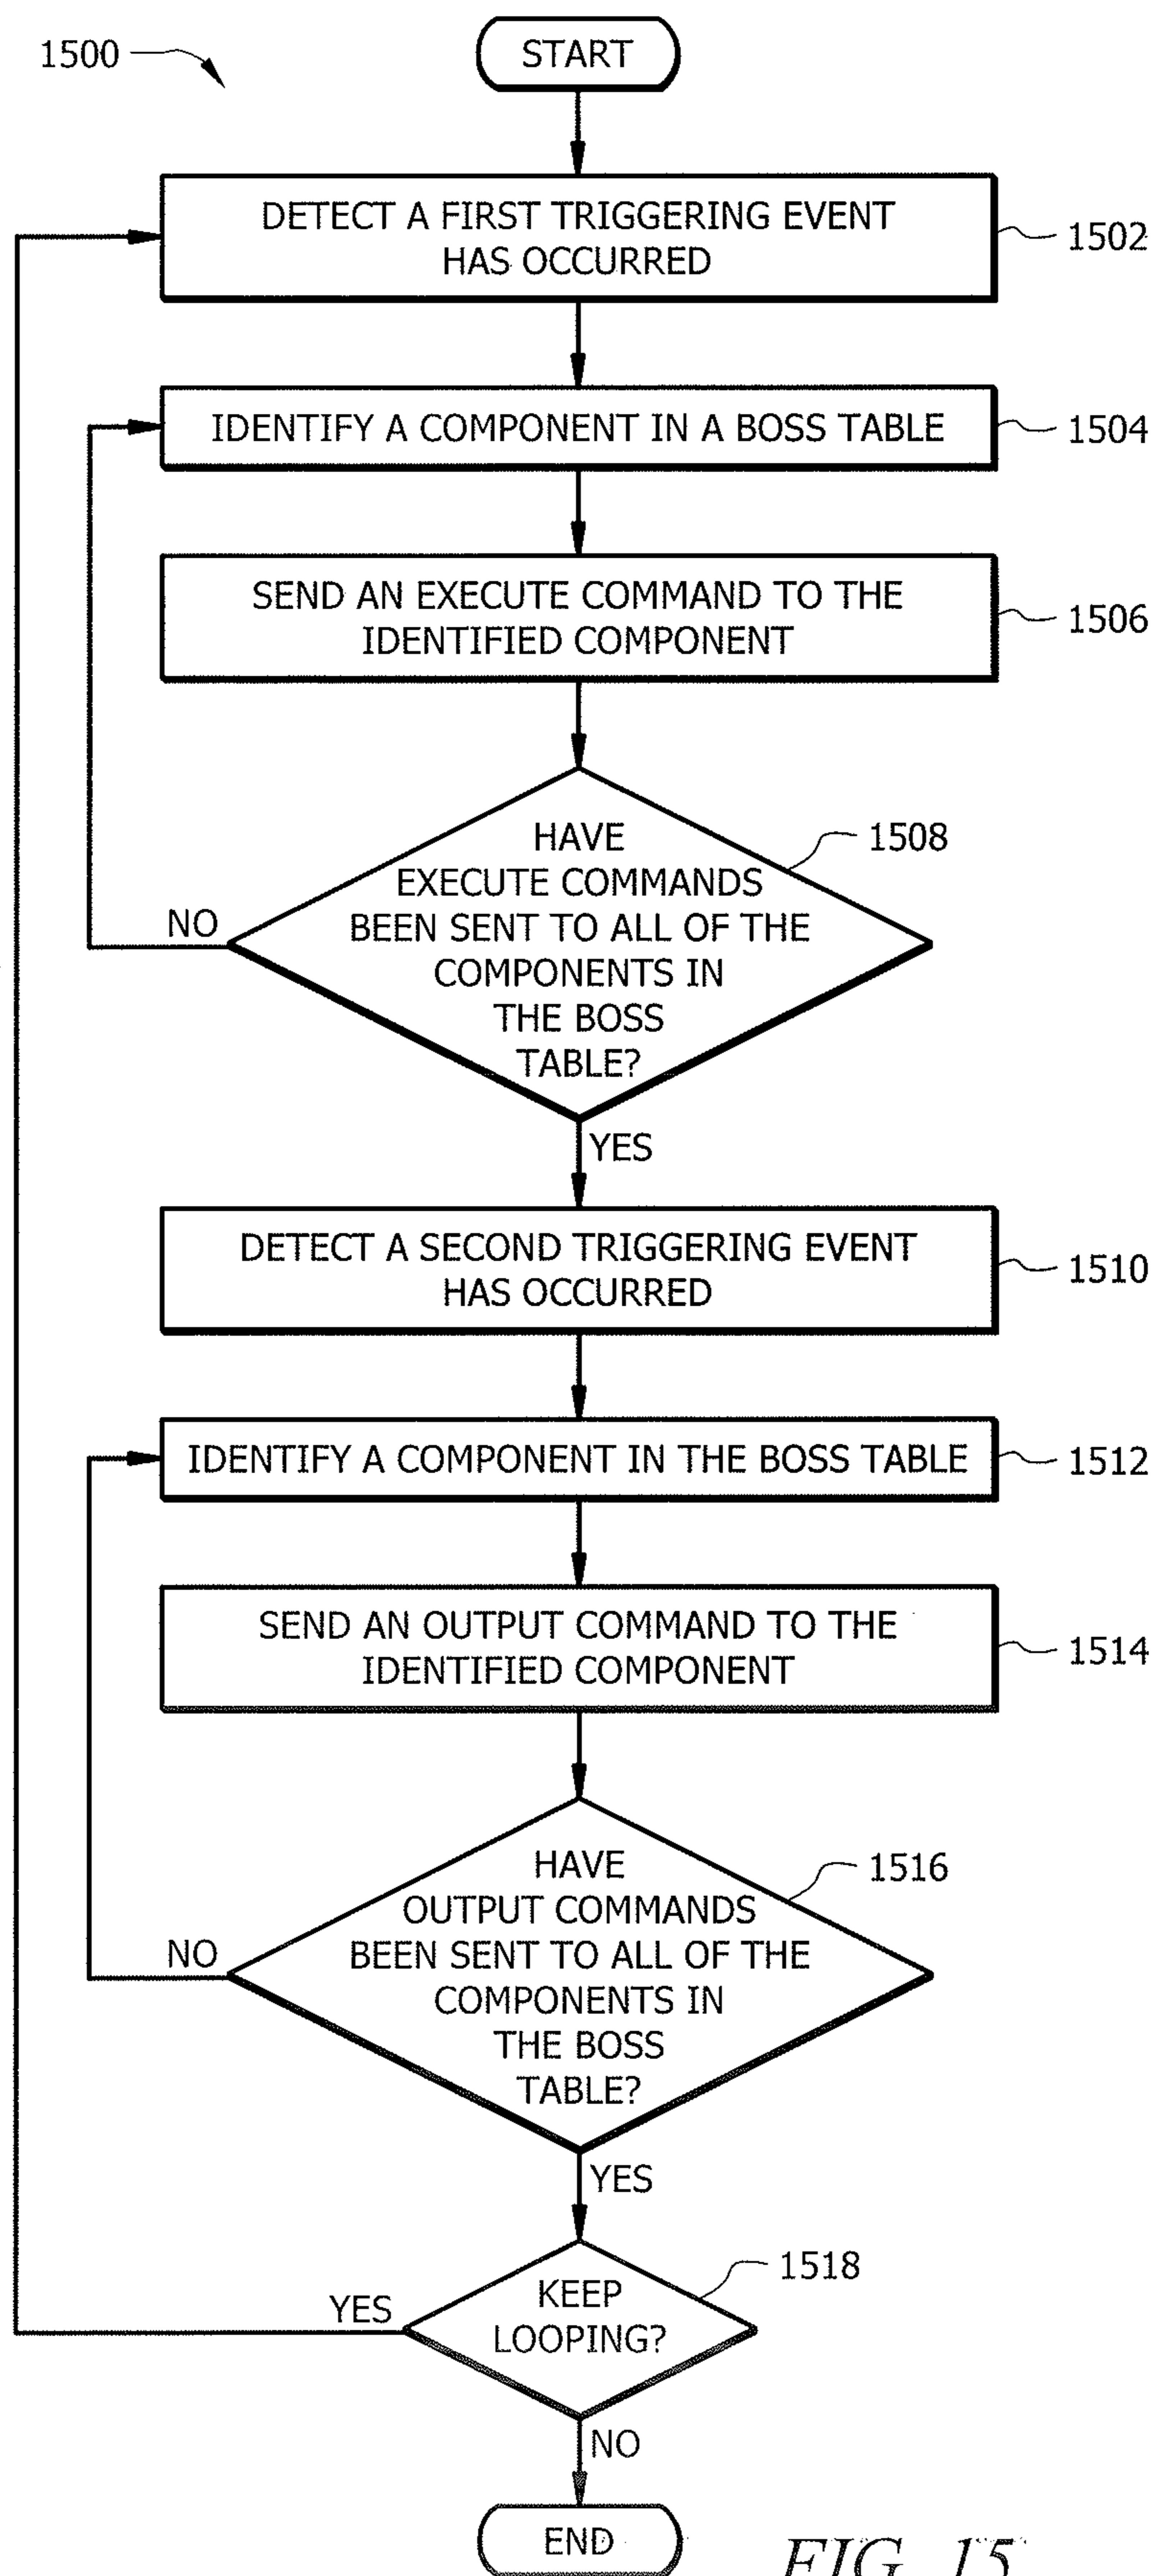 1500
START
DETECT A FIRST TRIGGERING EVENT
HAS OCCURRED
1502
IDENTIFY A COMPONENT IN A BOSS TABLE
1504
SEND AN EXECUTE COMMAND TO THE
IDENTIFIED COMPONENT
1506
HAVE
EXECUTE COMMANDS
BEEN SENT TO ALL OF THE
COMPONENTS IN
THE BOSS
TABLE?
1508
NO
YES
DETECT A SECOND TRIGGERING EVENT
HAS OCCURRED
1510
IDENTIFY A COMPONENT IN THE BOSS TABLE
1512
SEND AN OUTPUT COMMAND TO THE
IDENTIFIED COMPONENT
1514
HAVE
OUTPUT COMMANDS
BEEN SENT TO ALL OF THE
COMPONENTS IN
THE BOSS
TABLE?
1516
NO
YES
KEEP
LOOPING?
1518
YES
NO
END
FIG. 15